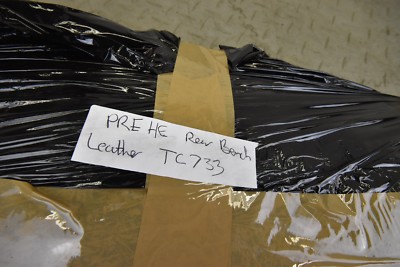 PRE HE Rear Bench
Leather TC733